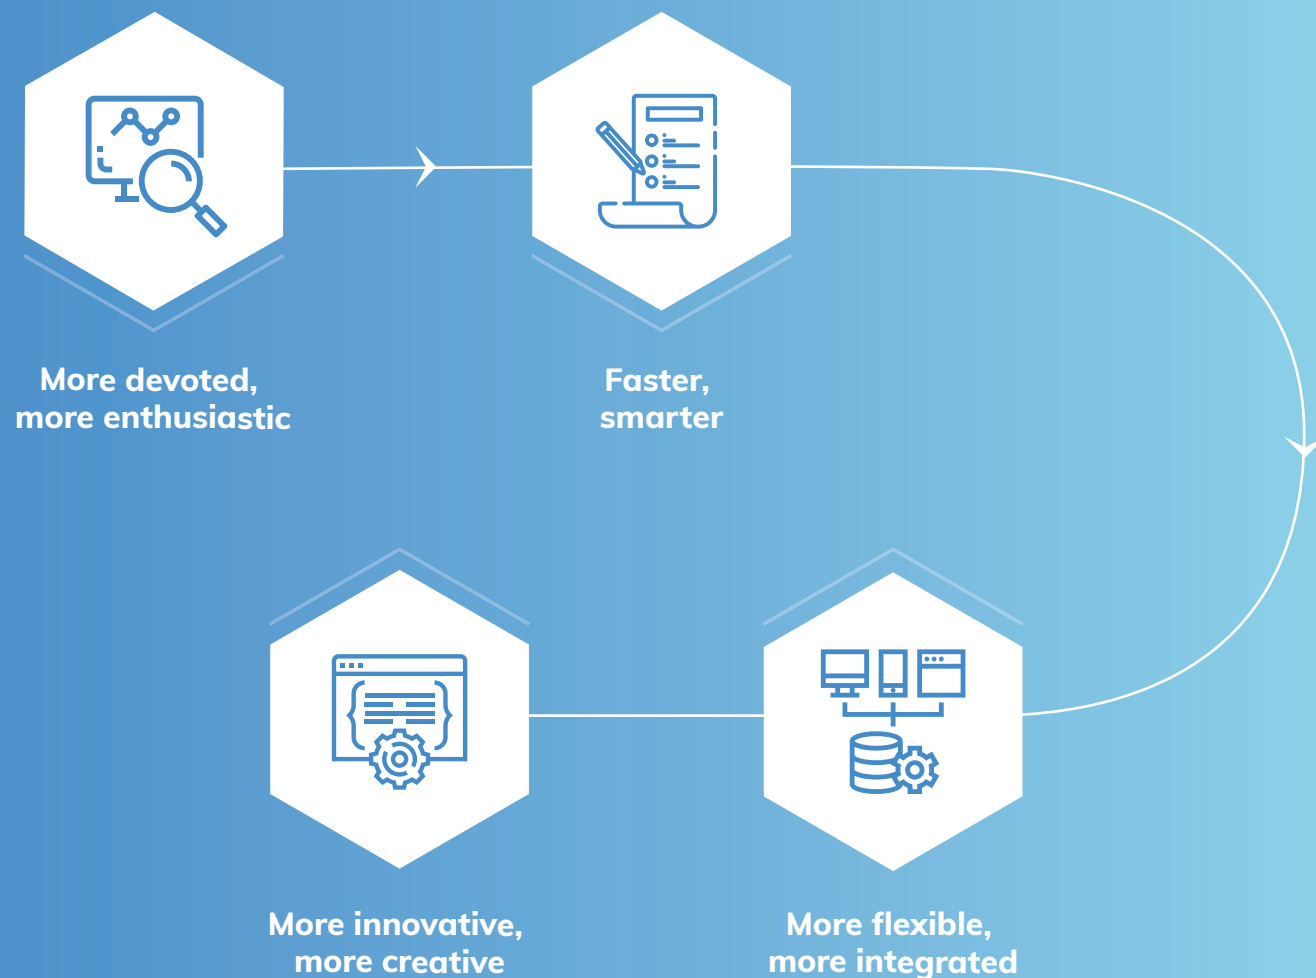 More devoted,
more enthusiastic
Faster,
smarter
More innovative,
more creative
More flexible,
more integrated